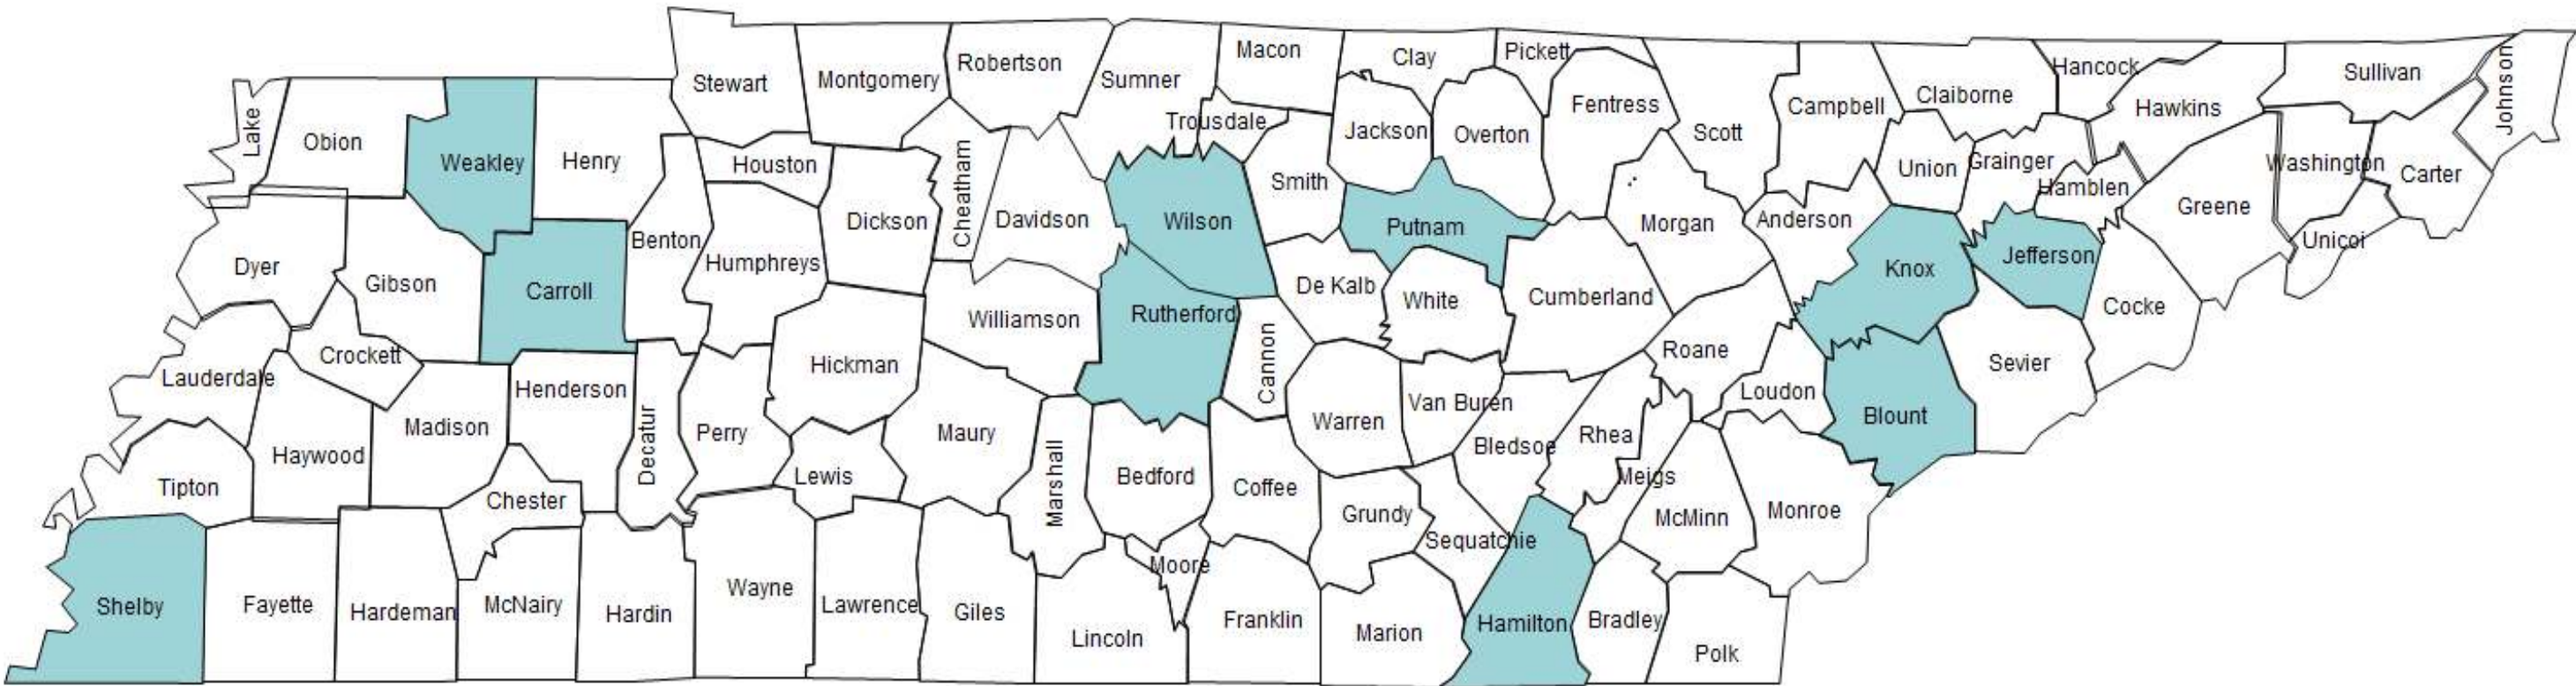 Stewart
Montgomery
Robertson
Sumner
Macon
Clay
Pickett
Fentress
Scott
Campbell
Claiborne
Hancock
Hawkins
Sullivan
Johnson
Lake
Obion
Weakley
Henry
Houston
Dickson
Cheatham
Davidson
Trousdale
Wilson
Smith
Jackson
Overton
Putnam
Morgan
Anderson
Union
Grainger
Hamblen
Greene
Washington
Carter
Unicoi
Dyer
Gibson
Carroll
Benton
Humphreys
Williamson
Rutherford
De Kalb
White
Cumberland
Knox
Jefferson
Cocke
Lauderdale
Crockett
Henderson
Hickman
Cannon
Roane
Loudon
Sevier
Haywood
Madison
Decatur
Perry
Maury
Warren
Van Buren
Bledsoe
Rhea
Meigs
Blount
Tipton
Chester
Lewis
Marshall
Bedford
Coffee
Grundy
Sequatchie
McMinn
Monroe
Shelby
Fayette
Hardeman
McNairy
Hardin
Wayne
Lawrence
Giles
Lincoln
Moore
Franklin
Marion
Hamilton
Bradley
Polk